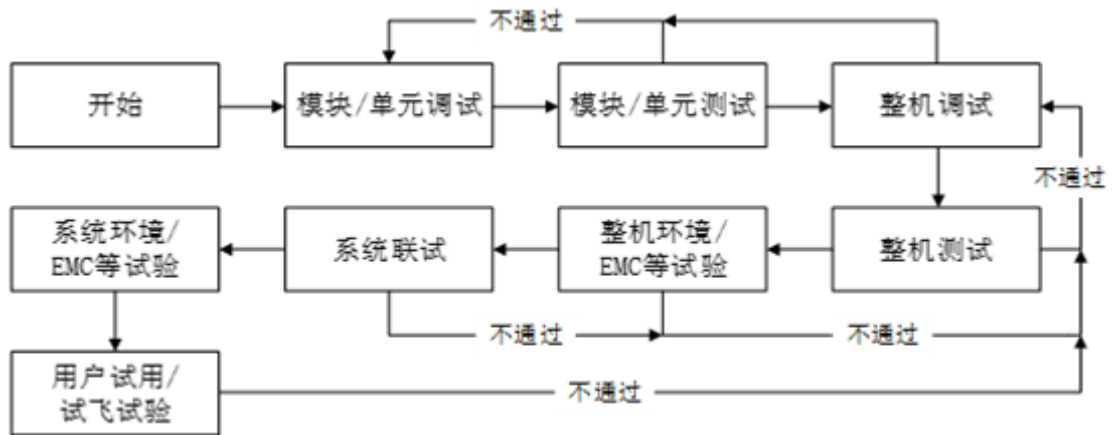 不通过
开始
模块/单元调试
模块/单元测试
整机调试
不通过
系统环境/
EMC等试验
系统联试
整机环境/
EMC等试验
整机测试
不通过
不通过
用户试用/
试飞试验
不通过